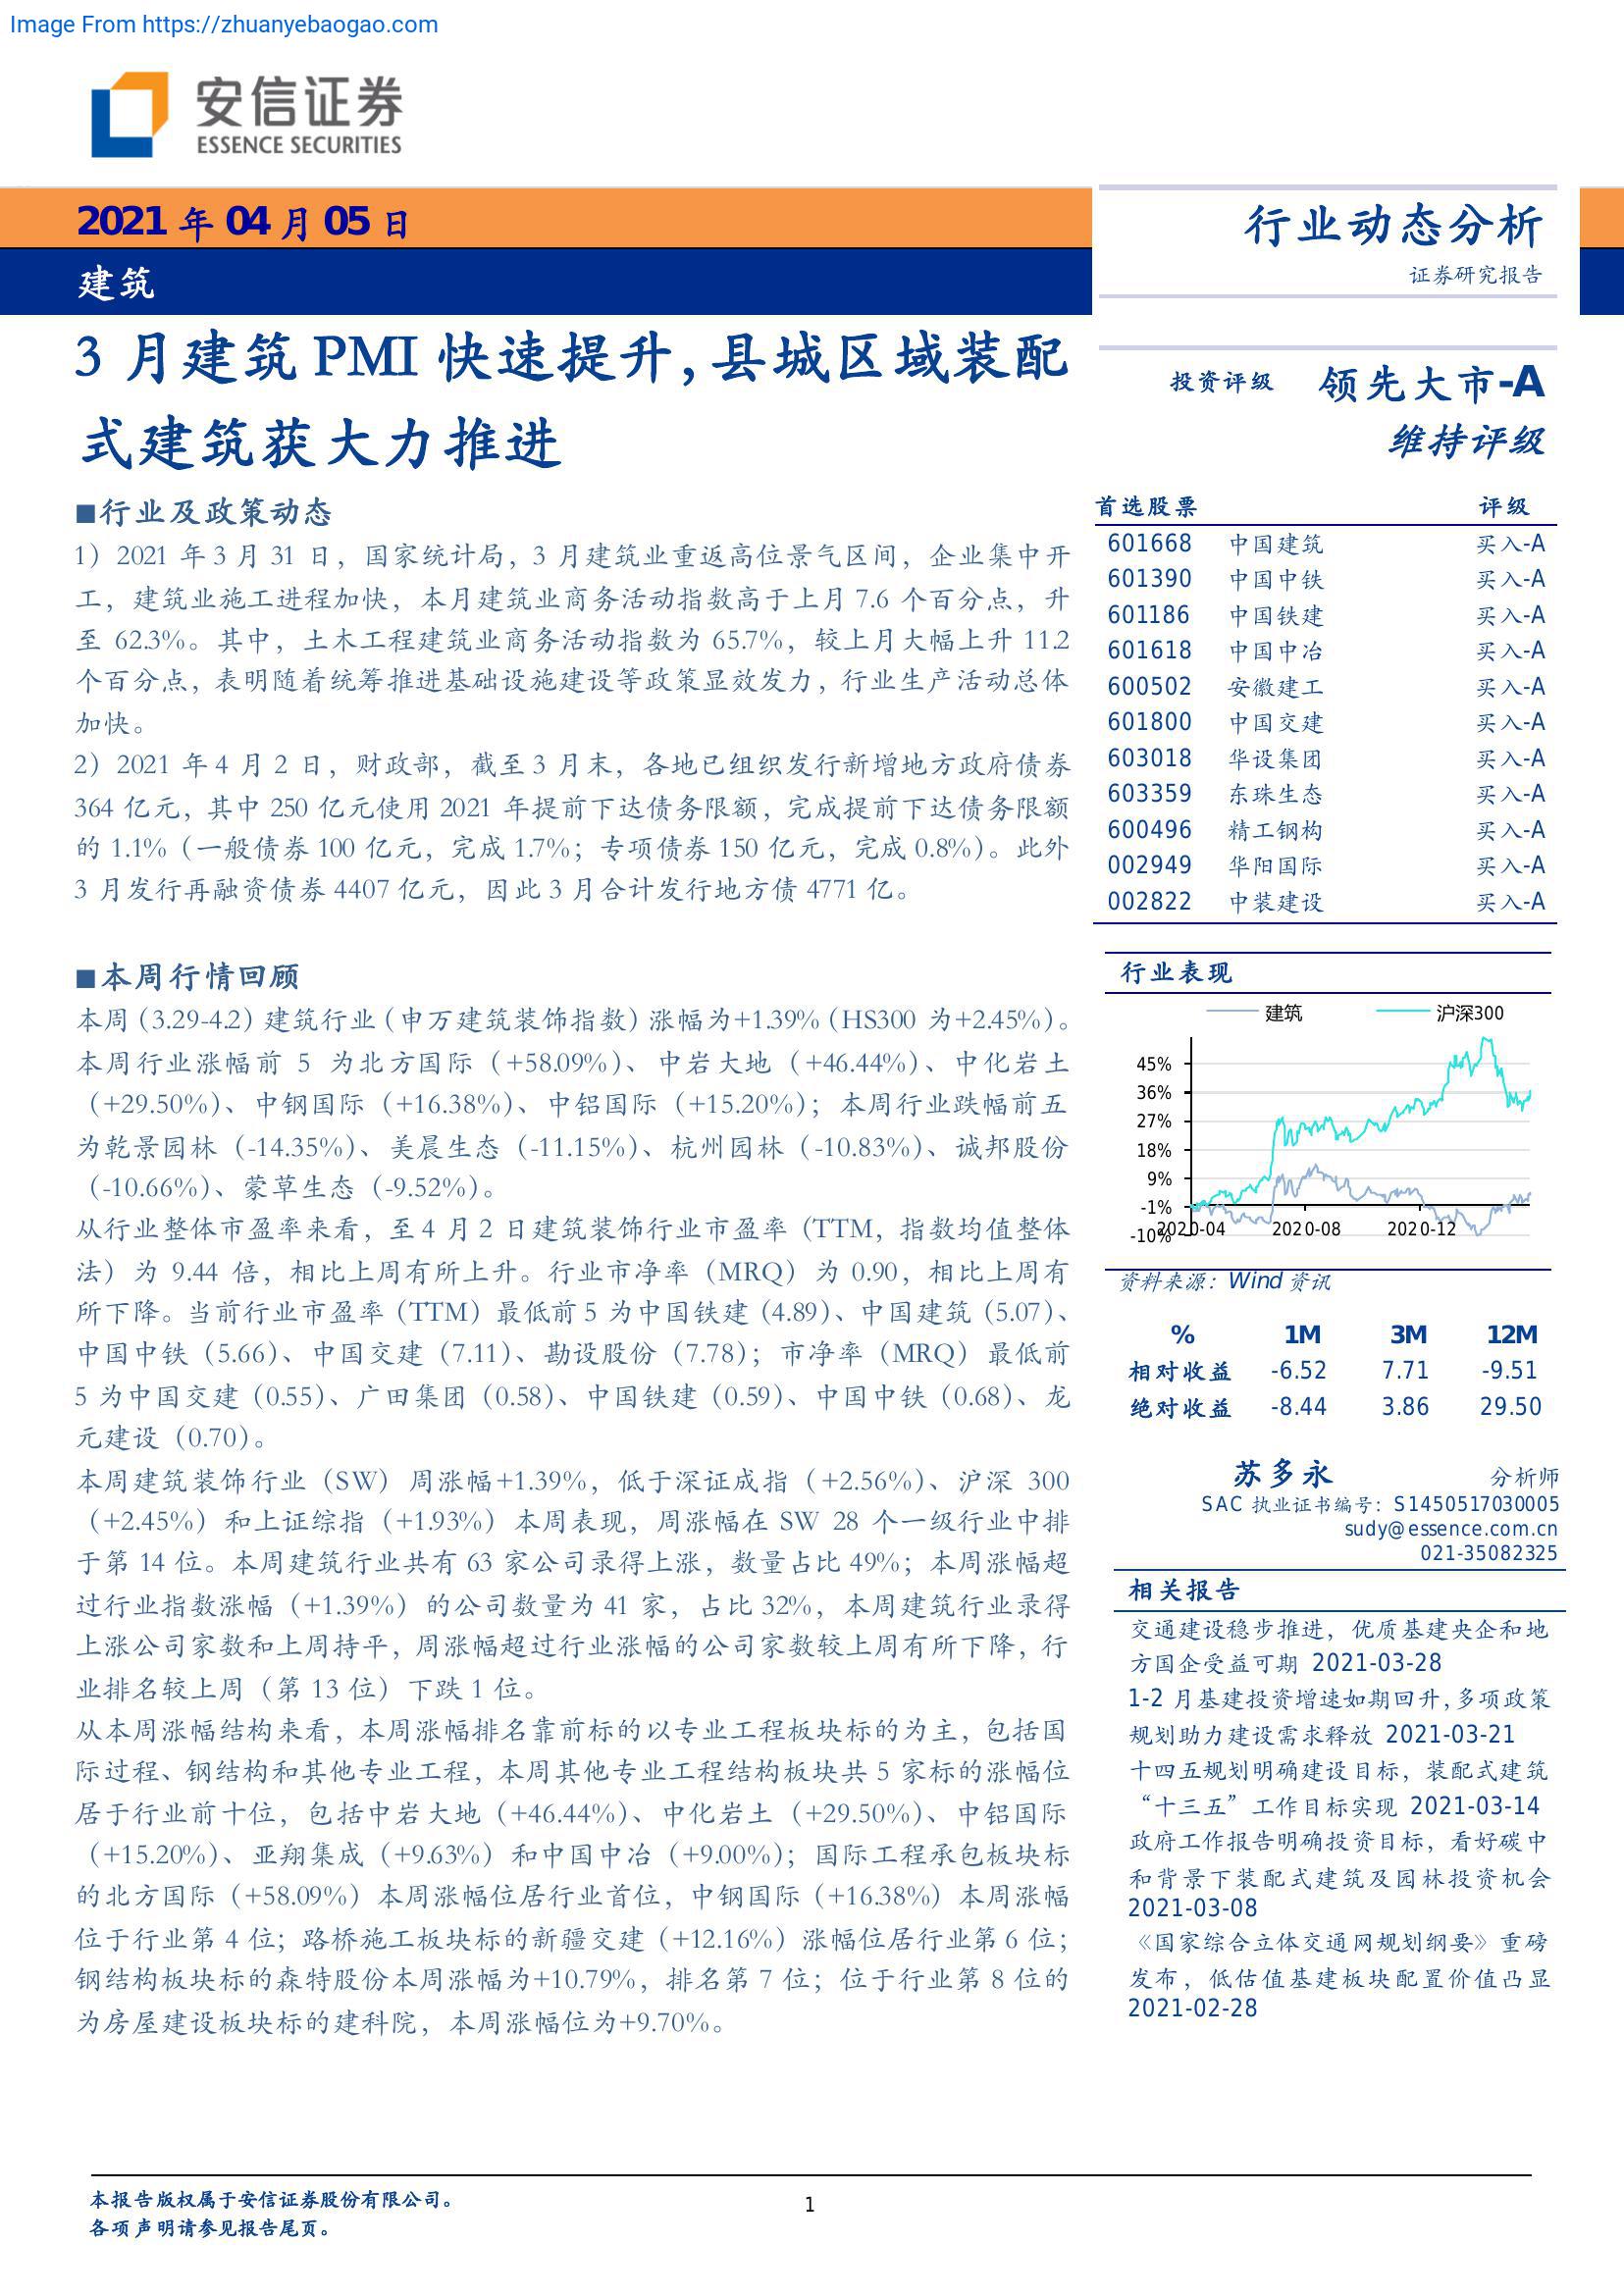 Image From https://zhuanyebaogao.com
安信证券
ESSENCE SECURITIES
2021 年 04 月 05 日
建筑
行业动态分析
证券研究报告
3 月建筑 PMI 快速提升，县城区域装配
式建筑获大力推进
■行业及政策动态
1）2021 年 3 月 31 日，国家统计局，3 月建筑业重返高位景气区间，企业集中开
工，建筑业施工进程加快，本月建筑业商务活动指数高于上月 7.6 个百分点，升
至 62.3%。其中，土木工程建筑业商务活动指数为 65.7%，较上月大幅上升 11.2
个百分点，表明随着统筹推进基础设施建设等政策显效发力，行业生产活动总体
加快。
2）2021 年 4 月 2 日，财政部，截至 3 月末，各地已组织发行新增地方政府债券
364 亿元，其中 250 亿元使用 2021 年提前下达债务限额，完成提前下达债务限额
的 1.1%（一般债券 100 亿元，完成 1.7%；专项债券 150 亿元，完成 0.8%）。此外
3 月发行再融资债券 4407 亿元，因此 3 月合计发行地方债 4771 亿。
■本周行情回顾
本周（3.29-4.2）建筑行业（申万建筑装饰指数）涨幅为+1.39%（HS300 为+2.45%）。
本周行业涨幅前 5 为北方国际（+58.09%）、中岩大地（+46.44%）、中化岩土
（+29.50%）、中钢国际（+16.38%）、中铝国际（+15.20%）；本周行业跌幅前五
为乾景园林（-14.35%）、美晨生态（-11.15%）、杭州园林（-10.83%）、诚邦股份
（-10.66%）、蒙草生态（-9.52%）。
从行业整体市盈率来看，至 4 月 2 日建筑装饰行业市盈率（TTM，指数均值整体
法）为 9.44 倍，相比上周有所上升。行业市净率（MRQ）为 0.90，相比上周有
所下降。当前行业市盈率（TTM）最低前 5 为中国铁建（4.89）、中国建筑（5.07）、
中国中铁（5.66）、中国交建（7.11）、勘设股份（7.78）；市净率（MRQ）最低前
5 为中国交建（0.55）、广田集团（0.58）、中国铁建（0.59）、中国中铁（0.68）、龙
元建设（0.70）。
本周建筑装饰行业（SW）周涨幅+1.39%，低于深证成指（+2.56%）、沪深 300
（+2.45%）和上证综指（+1.93%）本周表现，周涨幅在 SW 28 个一级行业中排
于第 14 位。本周建筑行业共有 63 家公司录得上涨，数量占比 49%；本周涨幅超
过行业指数涨幅（+1.39%）的公司数量为 41 家，占比 32%，本周建筑行业录得
上涨公司家数和上周持平，周涨幅超过行业涨幅的公司家数较上周有所下降，行
业排名较上周（第 13 位）下跌 1 位。
从本周涨幅结构来看，本周涨幅排名靠前标的以专业工程板块标的为主，包括国
际过程、钢结构和其他专业工程，本周其他专业工程结构板块共 5 家标的涨幅位
居于行业前十位，包括中岩大地（+46.44%）、中化岩土（+29.50%）、中铝国际
（+15.20%）、亚翔集成（+9.63%）和中国中冶（+9.00%）；国际工程承包板块标
的北方国际（+58.09%）本周涨幅位居行业首位，中钢国际（+16.38%）本周涨幅
位于行业第 4 位；路桥施工板块标的新疆交建（+12.16%）涨幅位居行业第 6 位；
钢结构板块标的森特股份本周涨幅为+10.79%，排名第 7 位；位于行业第 8 位的
为房屋建设板块标的建科院，本周涨幅位为+9.70%。
投资评级 领先大市-A
维持评级
首选股票 评级
601668 中国建筑 买入-A
601390 中国中铁 买入-A
601186 中国铁建 买入-A
601618 中国中冶 买入-A
600502 安徽建工 买入-A
601800 中国交建 买入-A
603018 华设集团 买入-A
603359 东珠生态 买入-A
600496 精工钢构 买入-A
002949 华阳国际 买入-A
002822 中装建设 买入-A
行业表现
建筑 沪深300
45%
36%
27%
18%
9%
-1%
-10%
2020-04 2020-08 2020-12
资料来源：Wind 资讯
% 1M 3M 12M
相对收益 -6.52 7.71 -9.51
绝对收益 -8.44 3.86 29.50
苏多永 分析师
SAC 执业证书编号：S1450517030005
sudy@essence.com.cn
021-35082325
相关报告
交通建设稳步推进，优质基建央企和地
方国企受益可期 2021-03-28
1-2 月基建投资增速如期回升，多项政策
规划助力建设需求释放 2021-03-21
十四五规划明确建设目标，装配式建筑
“十三五”工作目标实现 2021-03-14
政府工作报告明确投资目标，看好碳中
和背景下装配式建筑及园林投资机会
2021-03-08
《国家综合立体交通网规划纲要》重磅
发布，低估值基建板块配置价值凸显
2021-02-28
本报告版权属于安信证券股份有限公司。
各项声明请参见报告尾页。
1